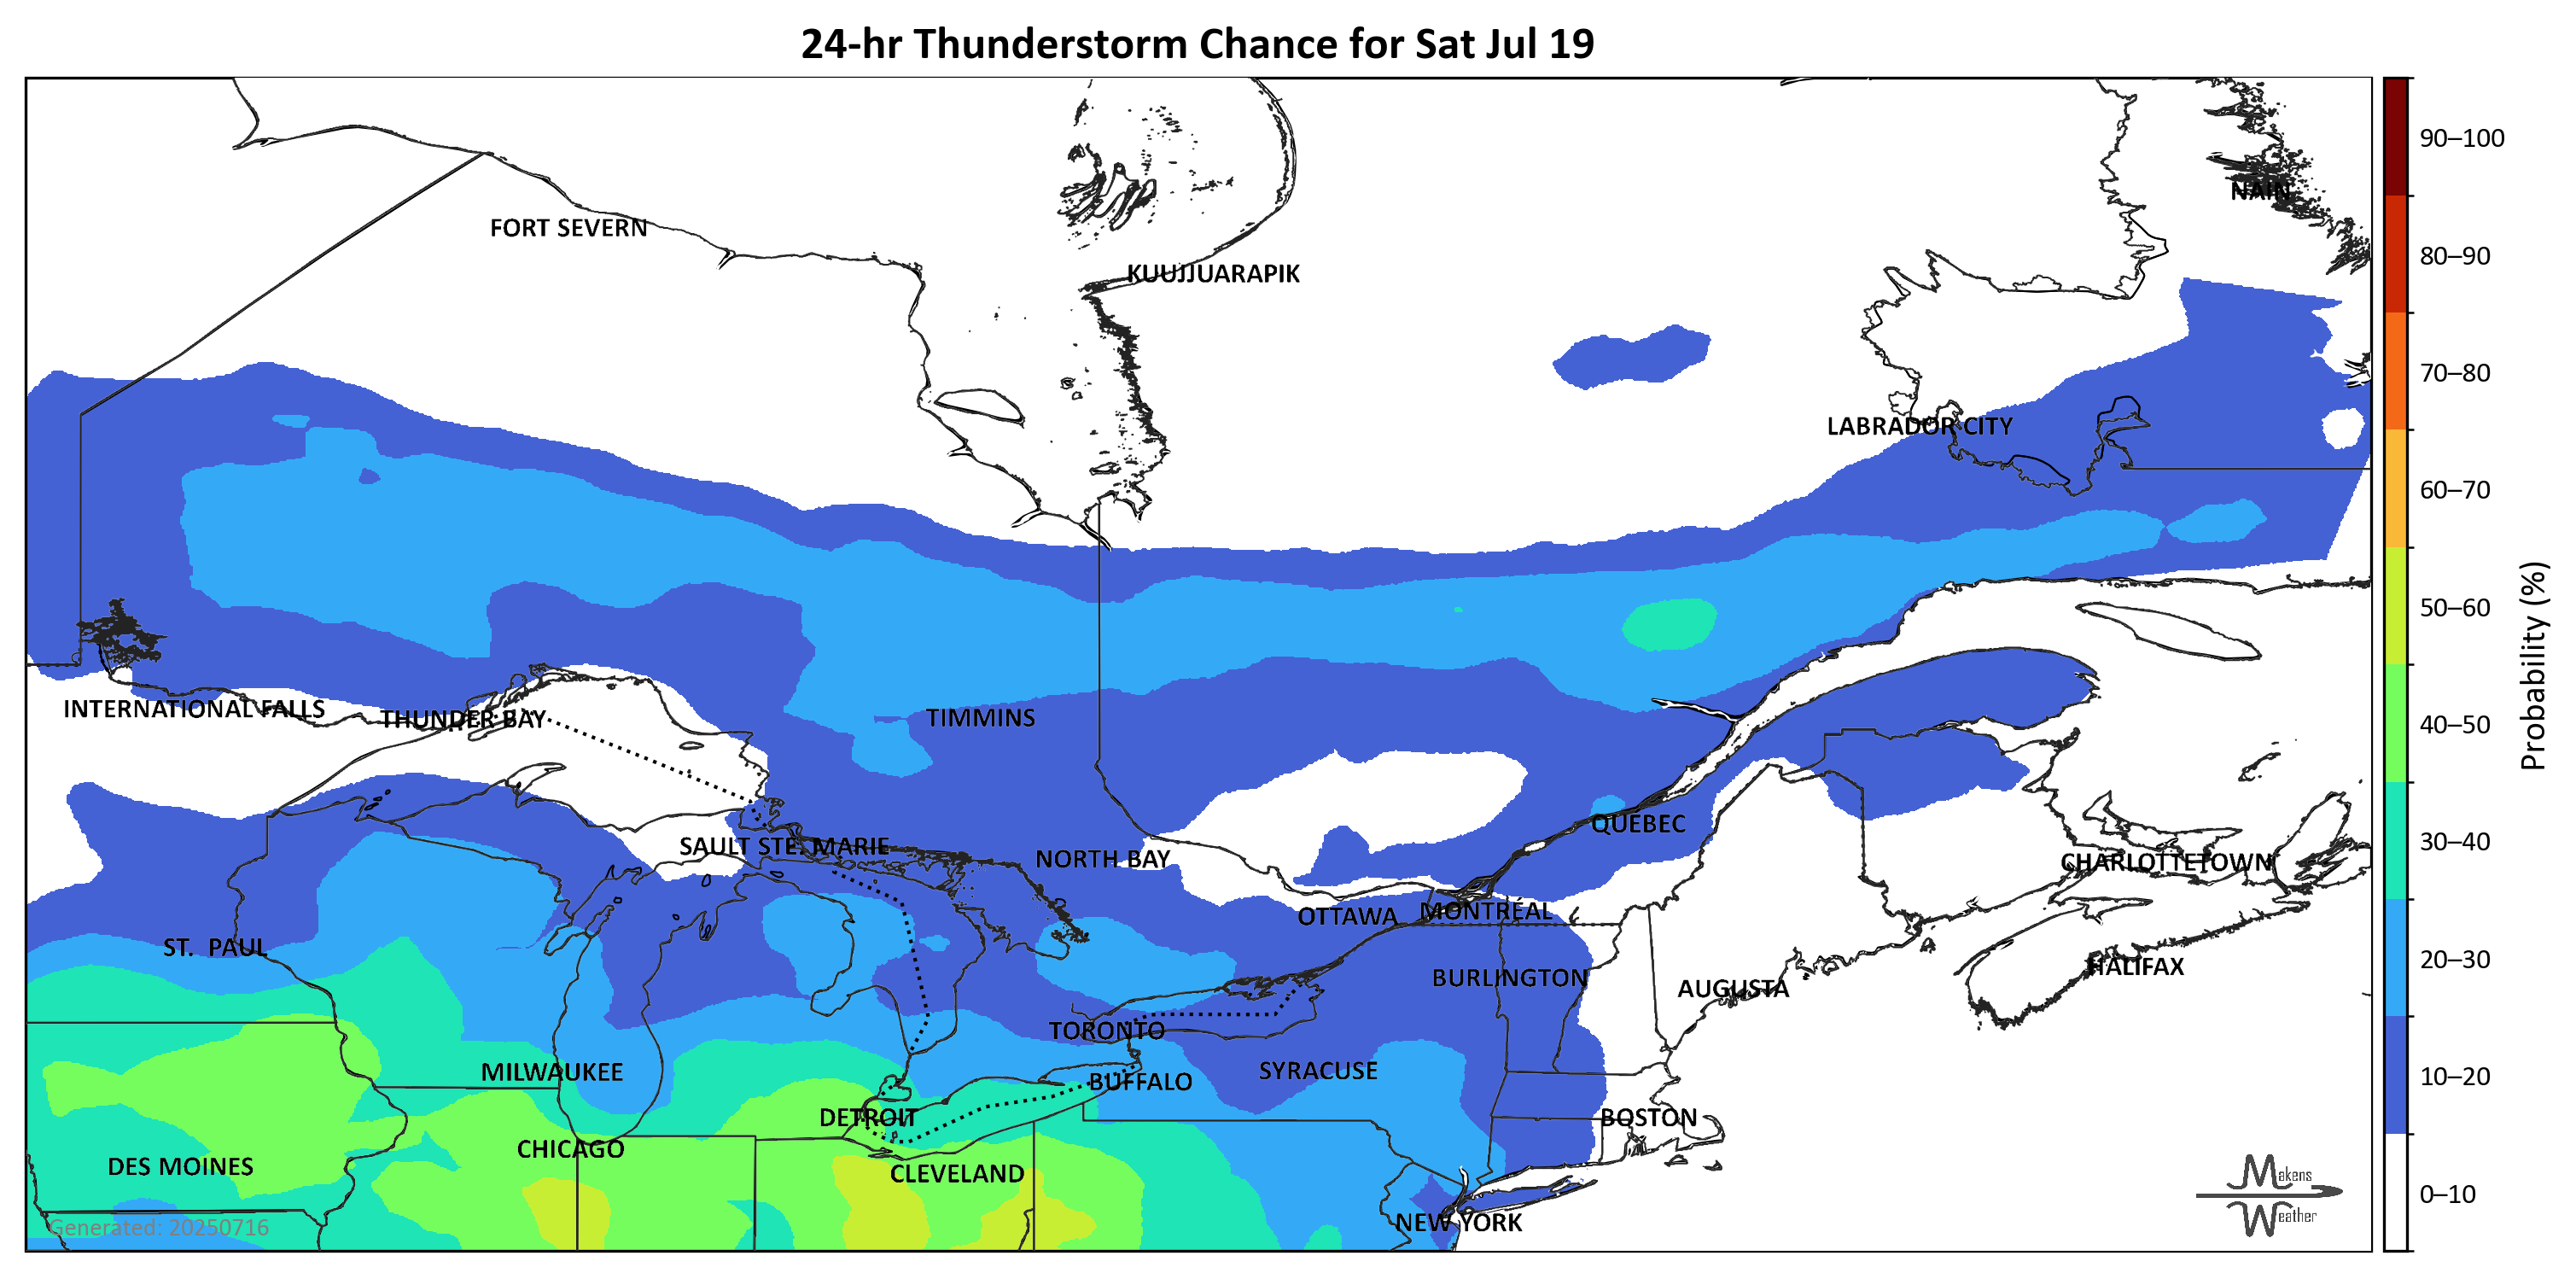 24-hr Thunderstorm Chance for Sat Jul 19
90–100
NAIN
FORT SEVERN
80–90
KUUJJUARAPIK
70–80
LABRADOR CITY
60–70
50–60
Probability (%)
INTERNATIONAL FALLS
THUNDER BAY
TIMMINS
40–50
QUEBEC
SAULT STE. MARIE
NORTH BAY
CHARLOTTETOWN
30–40
OTTAWA
MONTRÉAL
ST. PAUL
BURLINGTON
AUGUSTA
HALIFAX
20–30
TORONTO
MILWAUKEE
SYRACUSE
BUFFALO
10–20
DETROIT
BOSTON
CHICAGO
DES MOINES
CLEVELAND
Makens
Weather
0–10
NEW YORK
Generated: 20250716